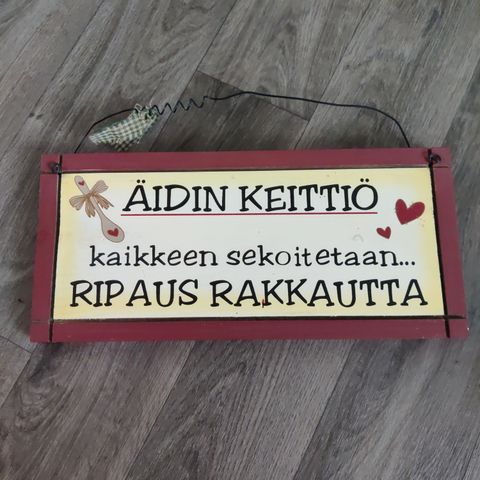 ÄIDIN KEITTIÖ
kaikkeen sekoitetaan...
RIPAUS RAKKAUTTA